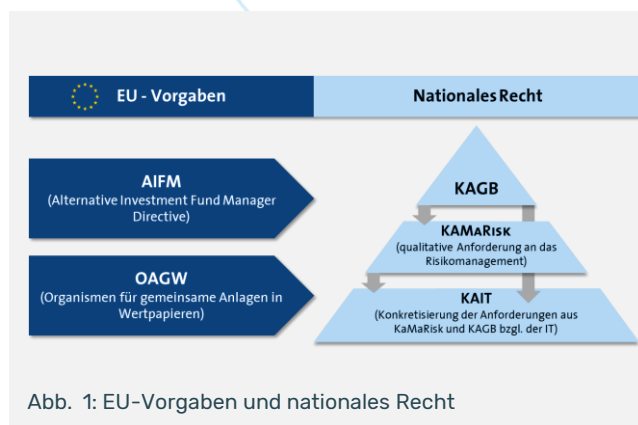 EU - Vorgaben
Nationales Recht
AIFM
(Alternative Investment Fund Manager
Directive)
OAGW
(Organismen für gemeinsame Anlagen in
Wertpapieren)
KAGB
KAMARISK
(qualitative Anforderung an das
Risikomanagement)
KAIT
(Konkretisierung der Anforderungen aus
KaMaRisk und KAGB bzgl. der IT)
Abb. 1: EU-Vorgaben und nationales Recht